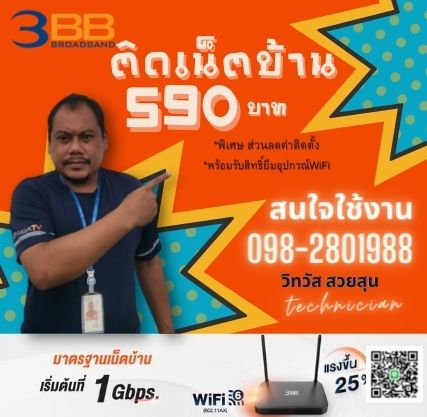 3BB
BROADBAND
ติดเน็ตบ้าน
590 บาท
*พิเศษ ส่วนลดค่าติดตั้ง
*พร้อมรับสิทธิ์ยืมอุปกรณ์WiFi
GIGATV
สนใจใช้งาน
098-2801988
วิทวัส สวยสุน
technician
มาตรฐานเน็ตบ้าน
เริ่มต้นที่ 1 Gbps.
WiFi 6
(802.11AX)
3BB
แรงขึ้น
25%